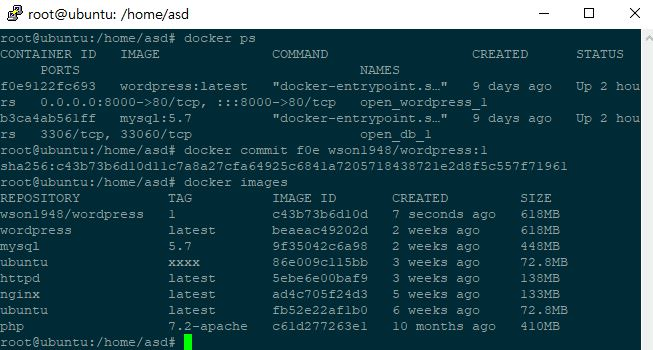 root@ubuntu: /home/asd
root@ubuntu:/home/asd# docker ps
CONTAINER ID   IMAGE              COMMAND                  CREATED      STATUS
     PORTS                                   NAMES
f0e9122fc693   wordpress:latest   "docker-entrypoint.s…"   9 days ago   Up 2 hou
rs   0.0.0.0:8000->80/tcp, :::8000->80/tcp   open_wordpress_1
b3ca4ab561ff   mysql:5.7          "docker-entrypoint.s…"   9 days ago   Up 2 hou
rs   3306/tcp, 33060/tcp                     open_db_1
root@ubuntu:/home/asd# docker commit f0e wson1948/wordpress:1
sha256:c43b73b6d10d11c7a8a27cfa64925c6841a7205718438721e2d8f5c557f71961
root@ubuntu:/home/asd# docker images
REPOSITORY           TAG          IMAGE ID       CREATED         SIZE
wson1948/wordpress   1            c43b73b6d10d   7 seconds ago   618MB
wordpress            latest       beaeac49202d   2 weeks ago     618MB
mysql                5.7          9f35042c6a98   2 weeks ago     448MB
ubuntu               xxxx         86e009c115bb   3 weeks ago     72.8MB
httpd                latest       5ebe6e00baf9   3 weeks ago     138MB
nginx                latest       ad4c705f24d3   5 weeks ago     133MB
ubuntu               latest       fb52e22af1b0   6 weeks ago     72.8MB
php                  7.2-apache   c61d277263e1   10 months ago   410MB
root@ubuntu:/home/asd#